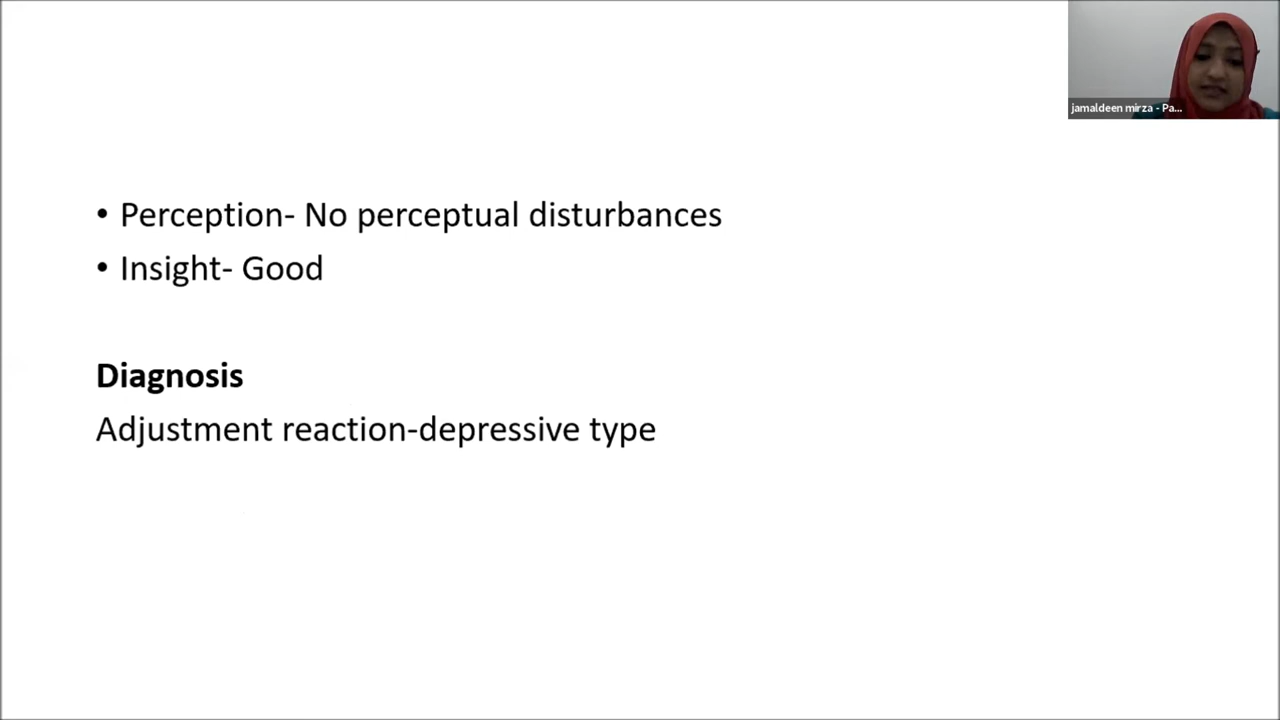 jamaldeen mirza - Pa...
• Perception- No perceptual disturbances
• Insight- Good
Diagnosis
Adjustment reaction-depressive type